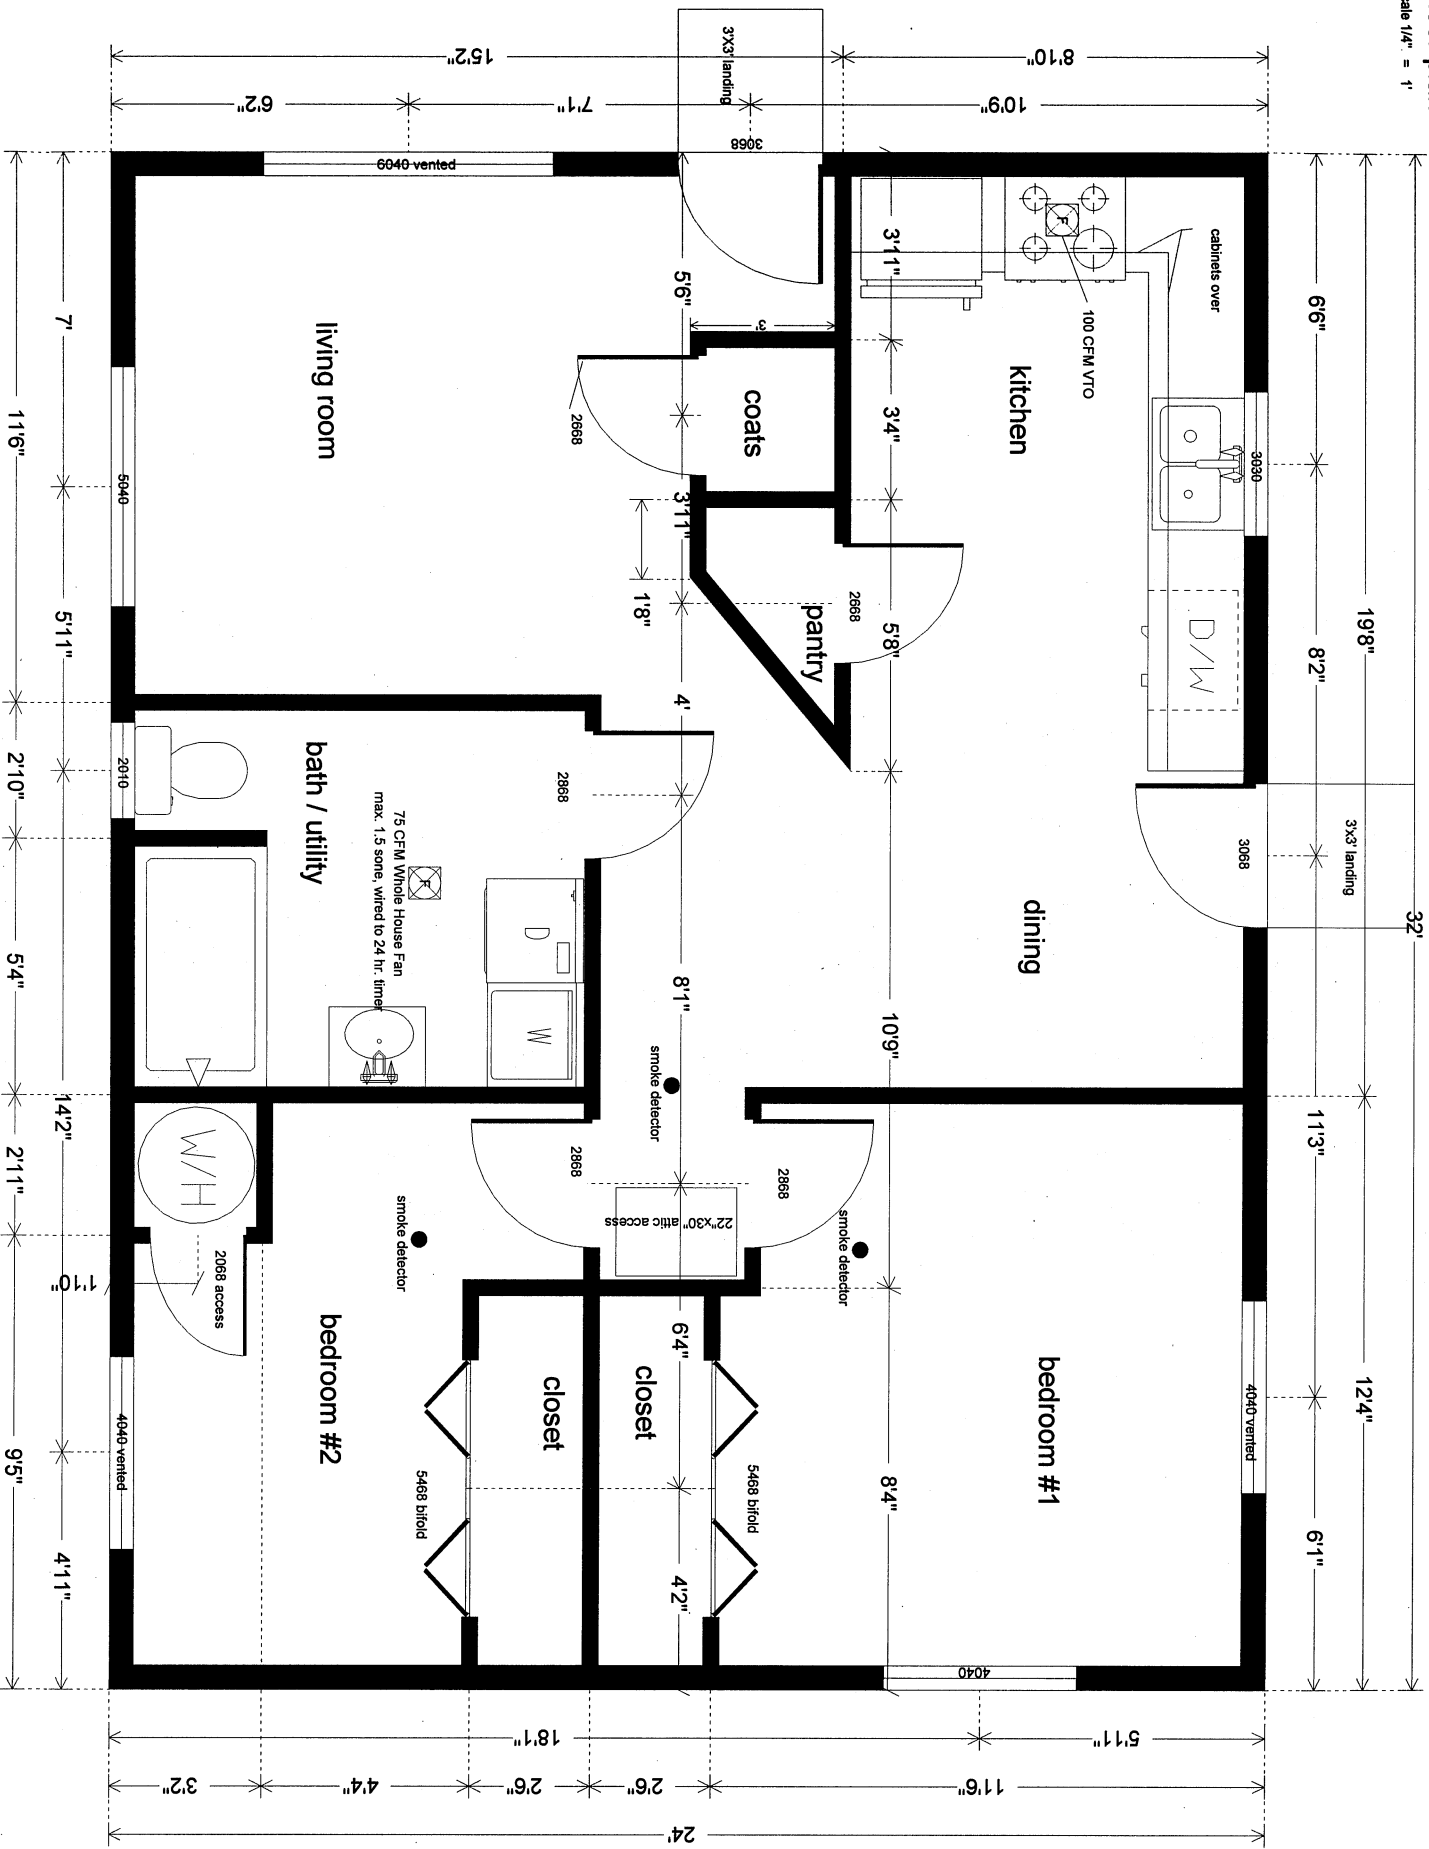 scale 1/4" = 1'
32'
19'8"
12'4"
6'6"
8'2"
11'3"
6'1"
3'x3' landing
3'X3' landing
15'2"
8'10"
6'2"
7'1"
10'9"
3068
6040 vented
cabinets over
100 CFM VTO
F
kitchen
3030
D/W
3068
dining
3'11"
3'4"
5'8"
10'9"
8'4"
5'6"
3'11"
4'
8'1"
6'4"
4'2"
3'
coats
2668
1'8"
pantry
2668
living room
5040
bath / utility
2010
2868
75 CFM Whole House Fan
max. 1.5 sone, wired to 24 hr. timer
F
D
W
smoke detector
2868
2868
22"x30" attic access
smoke detector
smoke detector
WH
2068 access
1'10"
bedroom #2
4040 vented
closet
closet
5468 bifold
5468 bifold
bedroom #1
4040 vented
4040
7'
5'11"
14'2"
4'11"
11'6"
2'10"
5'4"
2'11"
9'5"
18'1"
5'11"
3'2"
4'4"
2'6"
2'6"
11'6"
24'